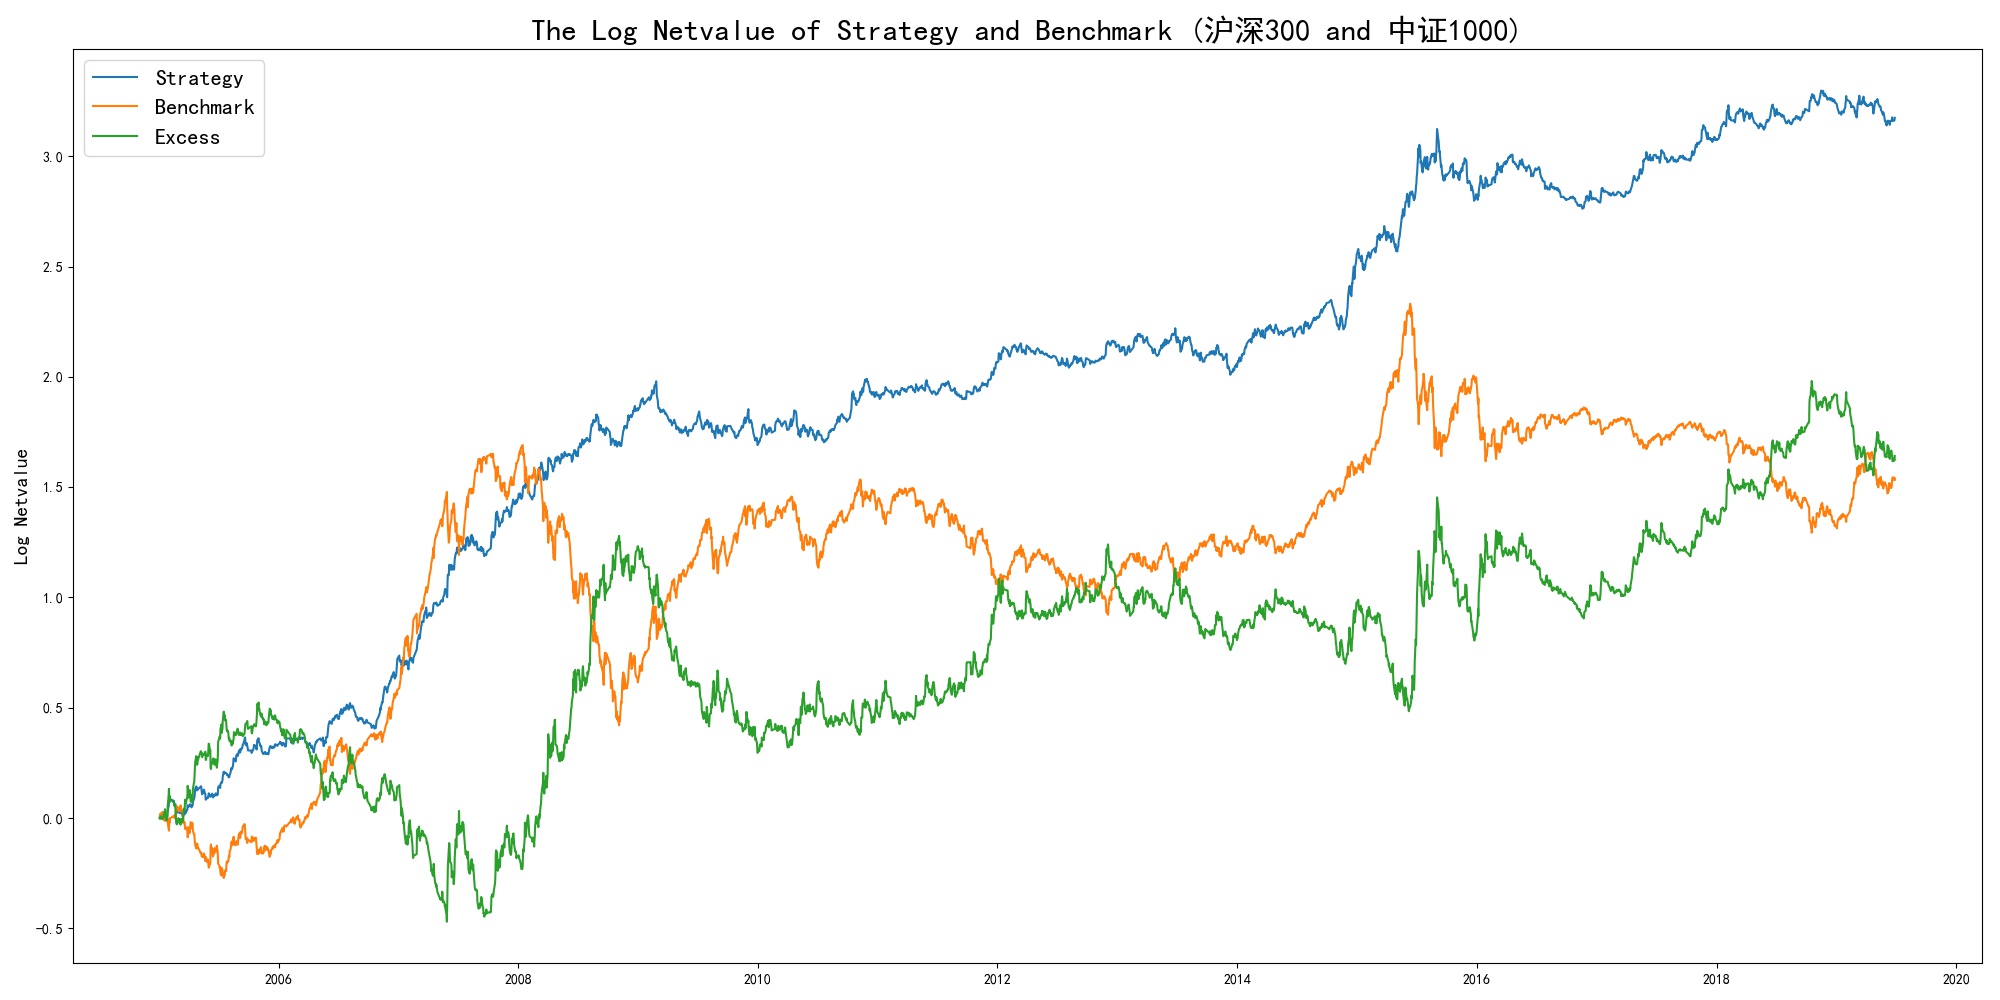 The Log Netvalue of Strategy and Benchmark (沪深300 and 中证1000)
Strategy
Benchmark
Excess
Log Netvalue
3.0
2.5
2.0
1.5
1.0
0.5
0.0
−0.5
2006 2008 2010 2012 2014 2016 2018 2020